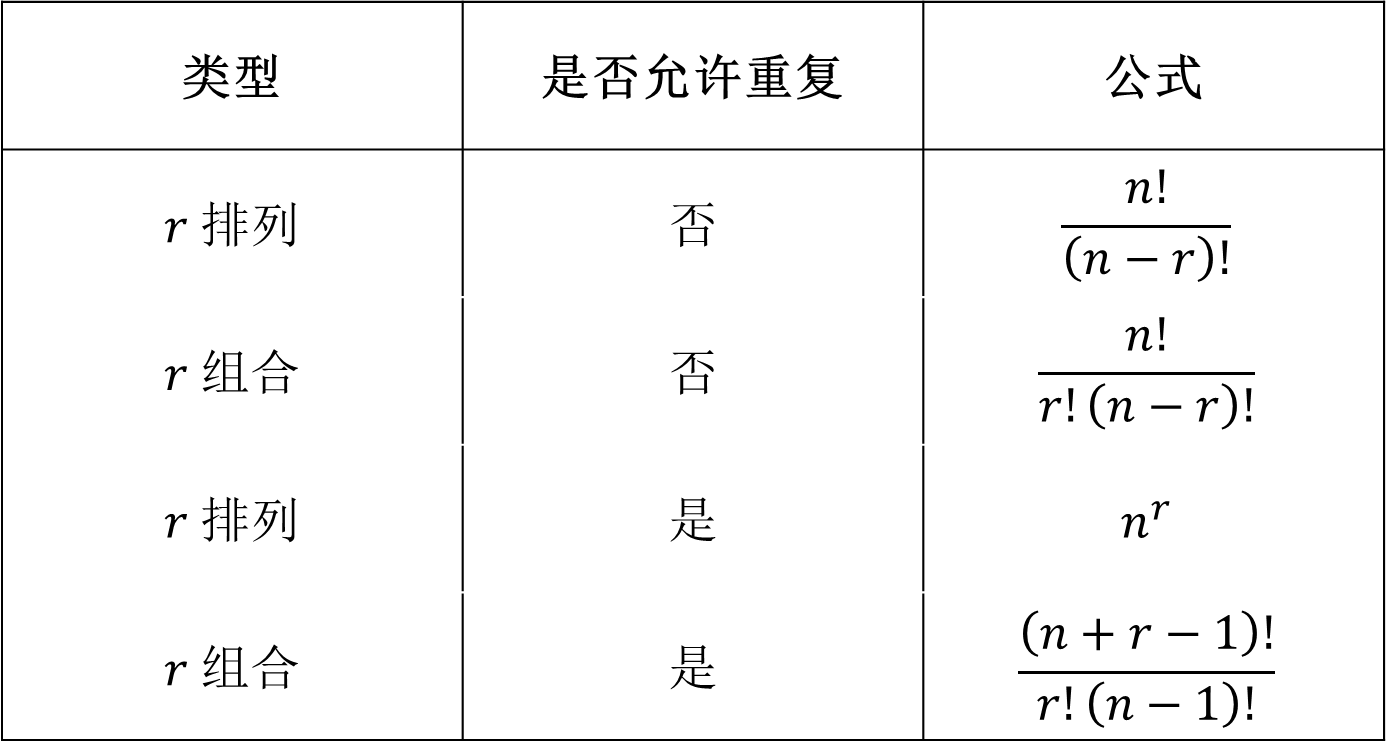 类型 是否允许重复 公式
r 排列 否 n! / (n − r)!
r 组合 否 n! / r! (n − r)!
r 排列 是 n^r
r 组合 是 (n + r − 1)! / r! (n − 1)!